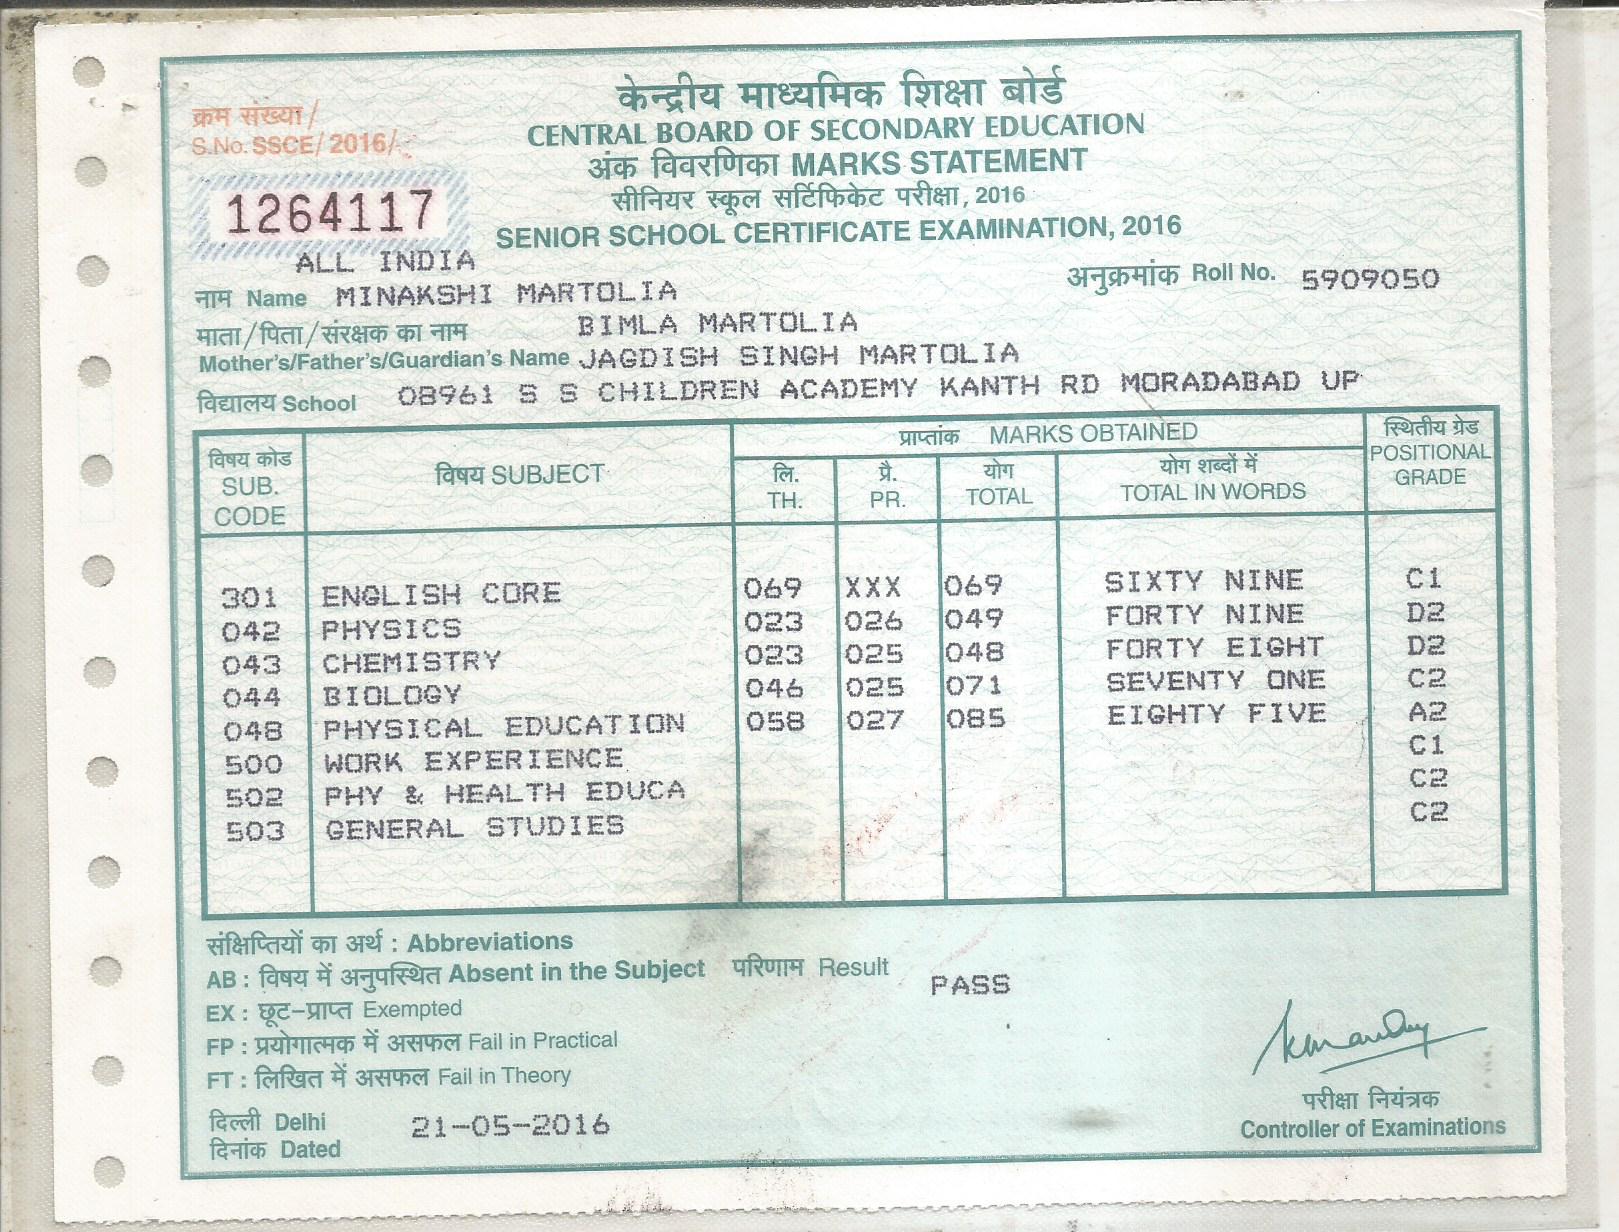 केन्द्रीय माध्यमिक शिक्षा बोर्ड
क्रम संख्या/
CENTRAL BOARD OF SECONDARY EDUCATION
S.No. SSCE/2016/
अंक विवरणिका MARKS STATEMENT
सीनियर स्कूल सर्टिफिकेट परीक्षा, 2016
1264117
SENIOR SCHOOL CERTIFICATE EXAMINATION, 2016
ALL INDIA
अनुक्रमांक Roll No. 5909050
नाम Name MINAKSHI MARTOLIA
माता/पिता/संरक्षक का नाम BIMLA MARTOLIA
Mother's/Father's/Guardian's Name JAGDISH SINGH MARTOLIA
विद्यालय School 08961 S S CHILDREN ACADEMY KANTH RD MORADABAD UP
विषय कोड SUB. CODE विषय SUBJECT प्राप्तांक MARKS OBTAINED स्थितीय ग्रेड POSITIONAL GRADE
लि. TH. प्रै. PR. योग TOTAL योग शब्दों में TOTAL IN WORDS
301 ENGLISH CORE 069 XXX 069 SIXTY NINE C1
042 PHYSICS 023 026 049 FORTY NINE D2
043 CHEMISTRY 023 025 048 FORTY EIGHT D2
044 BIOLOGY 046 025 071 SEVENTY ONE C2
048 PHYSICAL EDUCATION 058 027 085 EIGHTY FIVE A2
500 WORK EXPERIENCE C1
502 PHY & HEALTH EDUCA C2
503 GENERAL STUDIES C2
संक्षिप्तियों का अर्थ : Abbreviations
AB : विषय में अनुपस्थित Absent in the Subject परिणाम Result PASS
EX : छूट-प्राप्त Exempted
FP : प्रयोगात्मक में असफल Fail in Practical
FT : लिखित में असफल Fail in Theory
दिल्ली Delhi
दिनांक Dated 21-05-2016
परीक्षा नियंत्रक
Controller of Examinations